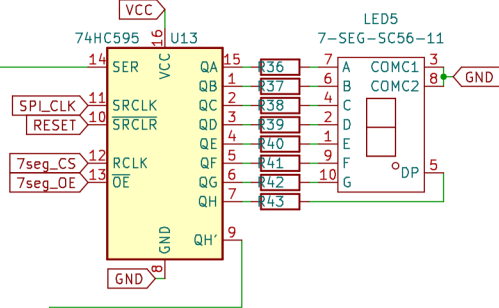 VCC
LED5
74HC595 U13
7-SEG-SC56-11
16
VCC
14 SER QA 15 R36 7 A COMC1 3
QB 1 R37 6 B COMC2 8 GND
SPI_CLK 11 SRCLK QC 2 R38 4 C
RESET 10 SRCLR QD 3 R39 2 D
QE 4 R40 1 E
7seg_CS 12 RCLK QF 5 R41 9 F
7seg_OE 13 OE QG 6 R42 10 G DP 5
QH 7 R43
GND QH' 9
8
GND